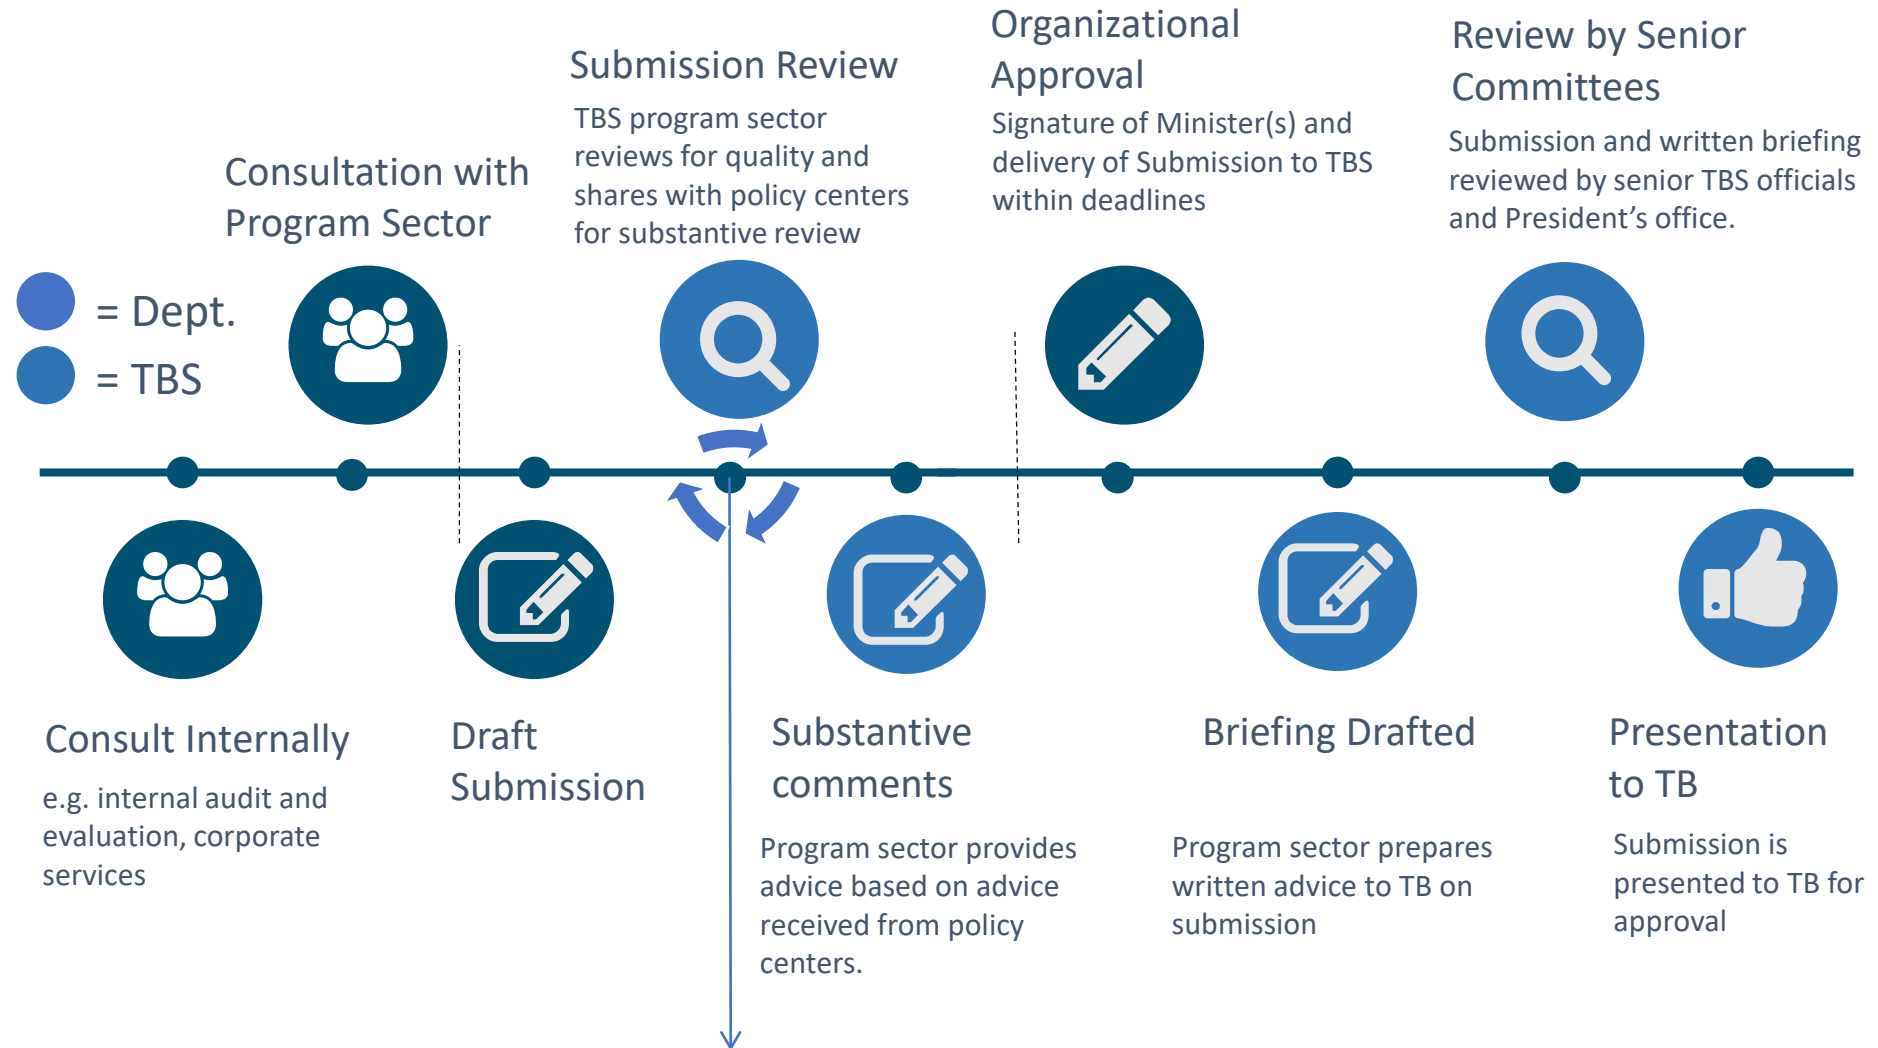 Consultation with
Program Sector
Submission Review
TBS program sector
reviews for quality and
shares with policy centers
for substantive review
Organizational
Approval
Signature of Minister(s) and
delivery of Submission to TBS
within deadlines
Review by Senior
Committees
Submission and written briefing
reviewed by senior TBS officials
and President’s office.
= Dept.
= TBS
Consult Internally
e.g. internal audit and
evaluation, corporate
services
Draft
Submission
Substantive
comments
Program sector provides
advice based on advice
received from policy
centers.
Briefing Drafted
Program sector prepares
written advice to TB on
submission
Presentation
to TB
Submission is
presented to TB for
approval